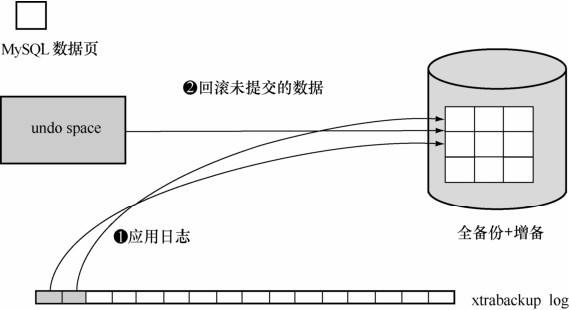 MySQL 数据页
❷回滚未提交的数据
undo space
全备份+增备
❶应用日志
xtrabackup log